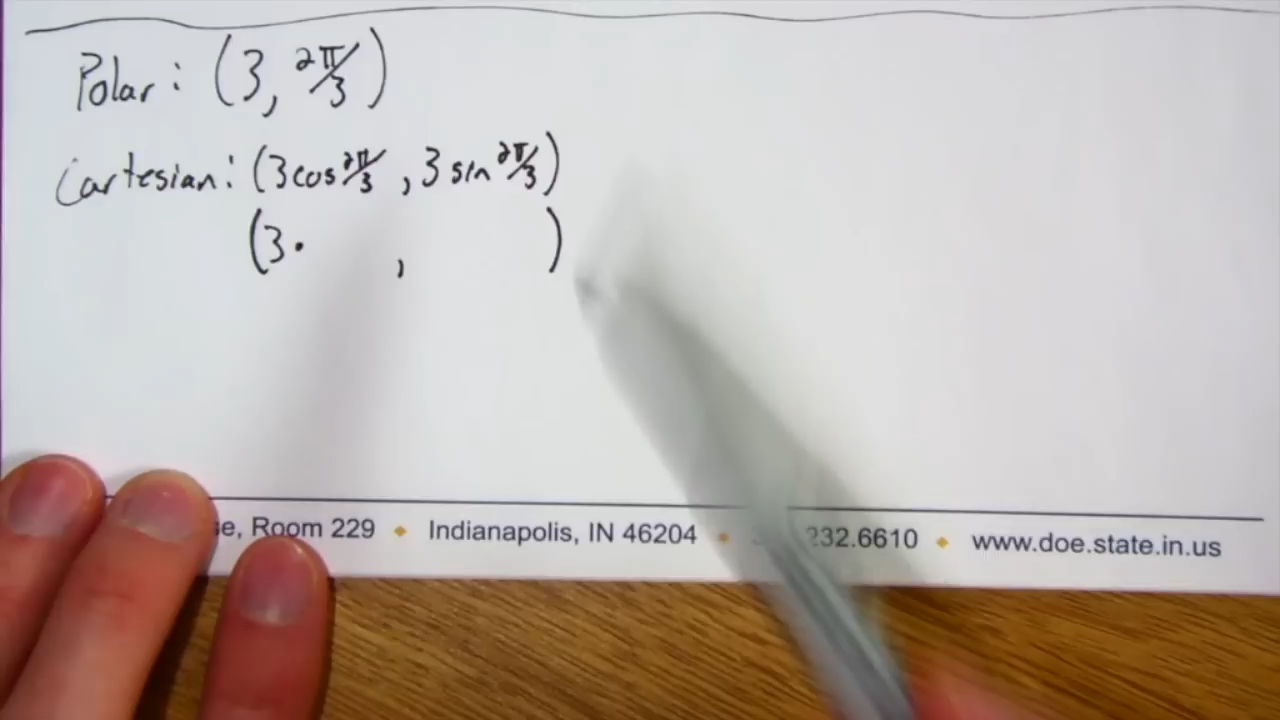 Polar: (3, 2π/3)
Cartesian: (3cos 2π/3, 3 sin 2π/3)
(3· , )
Room 229 ◆ Indianapolis, IN 46204 ◆ 232.6610 ◆ www.doe.state.in.us